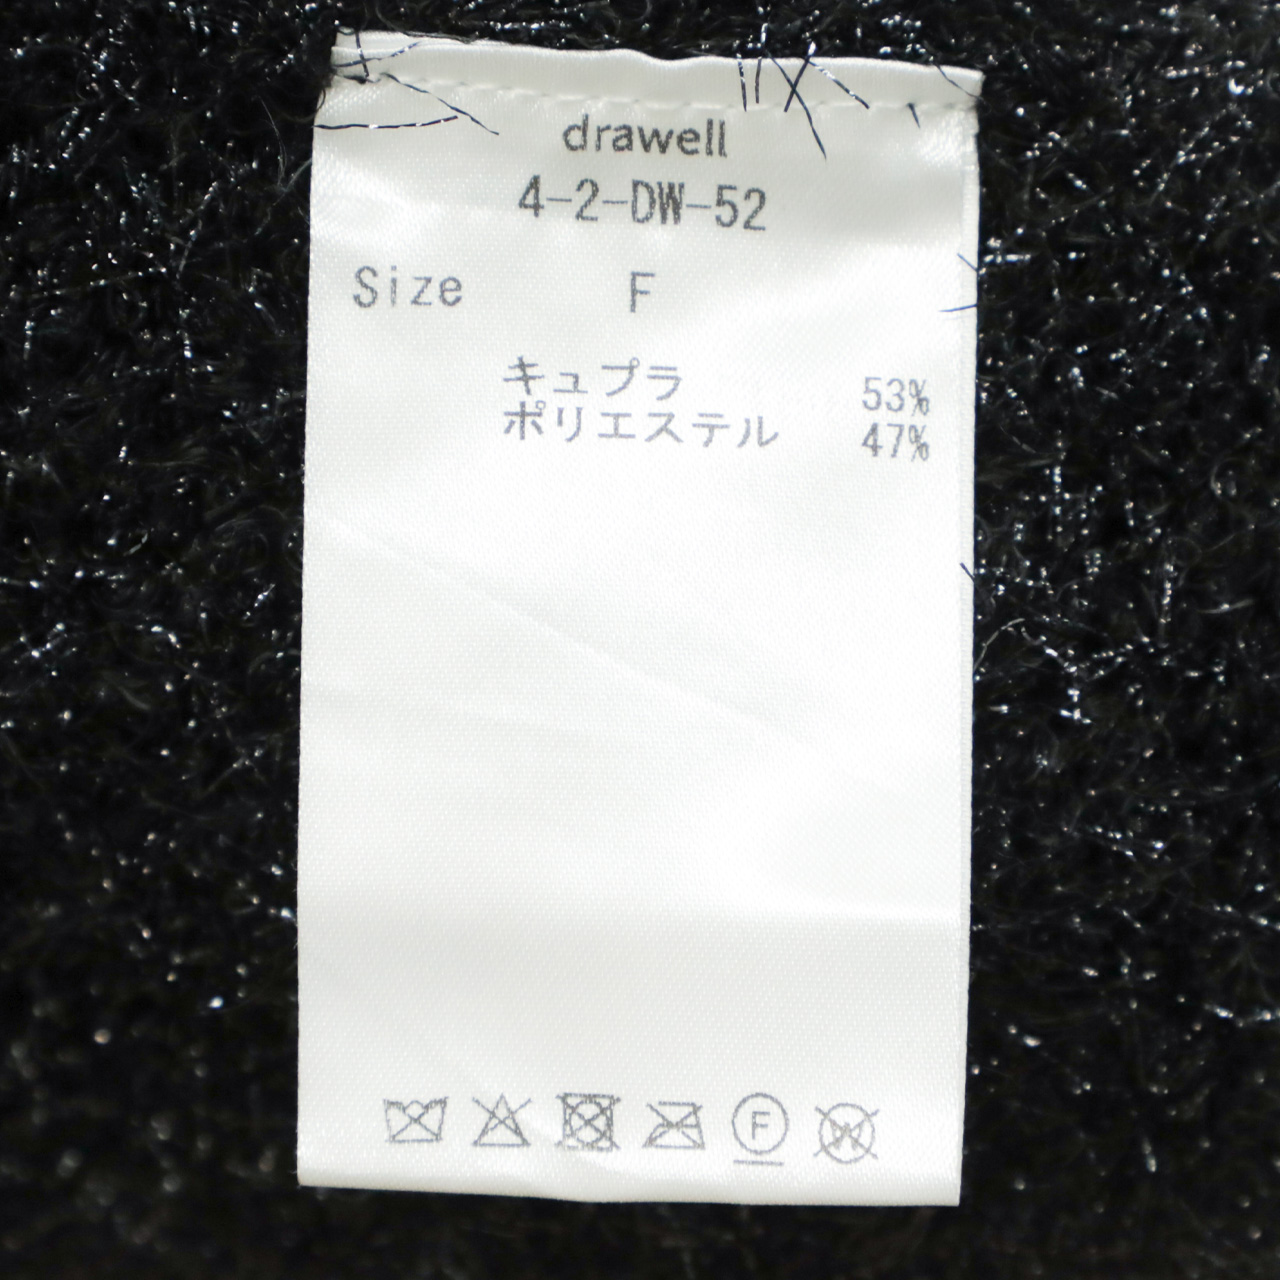 drawell
4-2-DW-52
Size F
キュプラ 53%
ポリエステル 47%
F
W